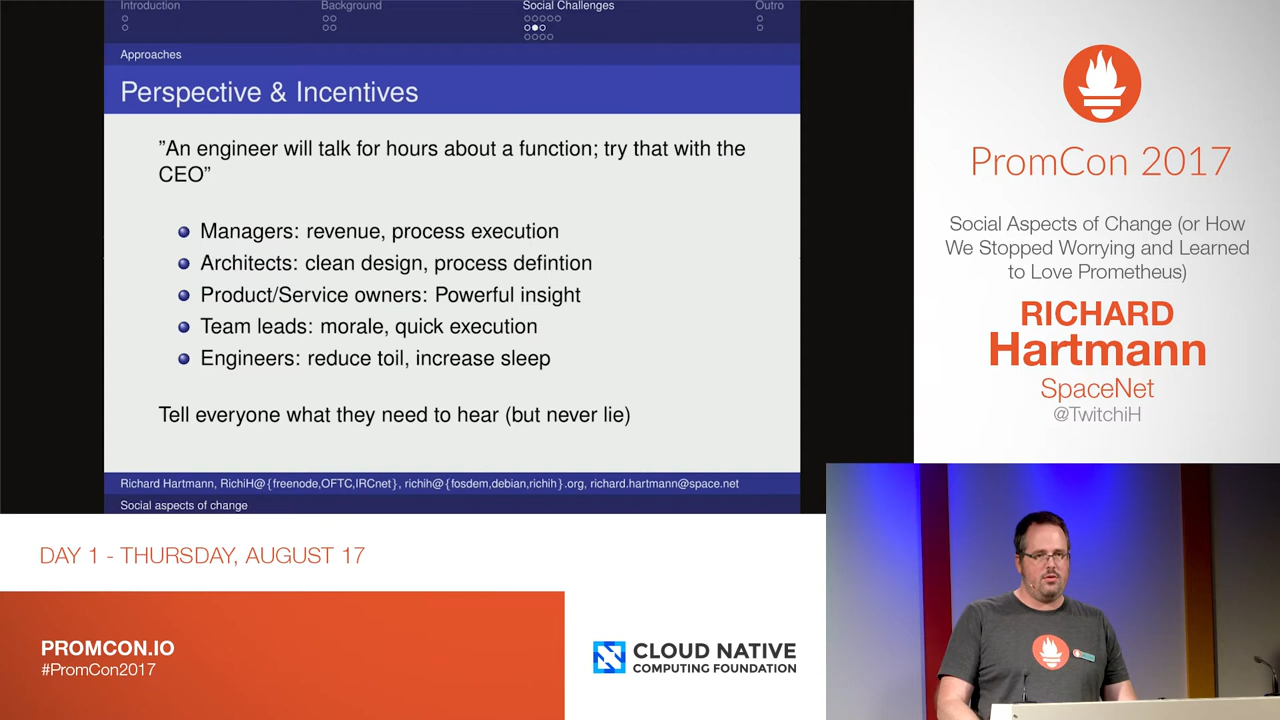 Introduction
Background
Social Challenges
Outro
Approaches
Perspective & Incentives
”An engineer will talk for hours about a function; try that with the
CEO”
Managers: revenue, process execution
Architects: clean design, process defintion
Product/Service owners: Powerful insight
Team leads: morale, quick execution
Engineers: reduce toil, increase sleep
Tell everyone what they need to hear (but never lie)
Richard Hartmann, RichiH@{freenode,OFTC,IRCnet}, richih@{fosdem,debian,richih}.org, richard.hartmann@space.net
Social aspects of change
PromCon 2017
Social Aspects of Change (or How
We Stopped Worrying and Learned
to Love Prometheus)
RICHARD
Hartmann
SpaceNet
@TwitchiH
DAY 1 - THURSDAY, AUGUST 17
PROMCON.IO
#PromCon2017
CLOUD NATIVE
COMPUTING FOUNDATION